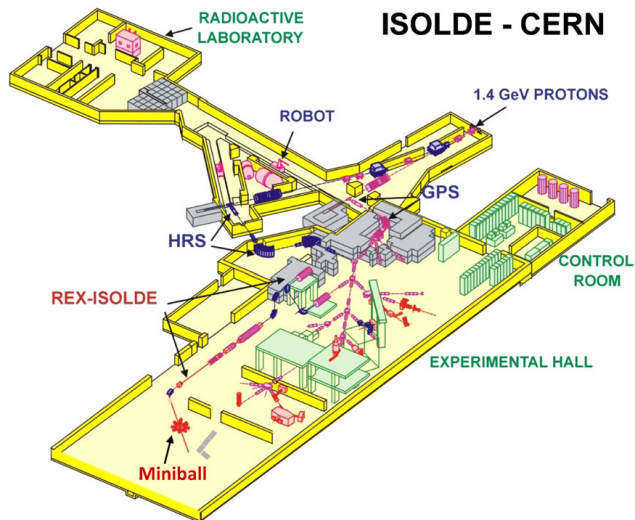 ISOLDE - CERN
RADIOACTIVE
LABORATORY
1.4 GeV PROTONS
ROBOT
GPS
HRS
CONTROL
ROOM
REX-ISOLDE
EXPERIMENTAL HALL
Miniball